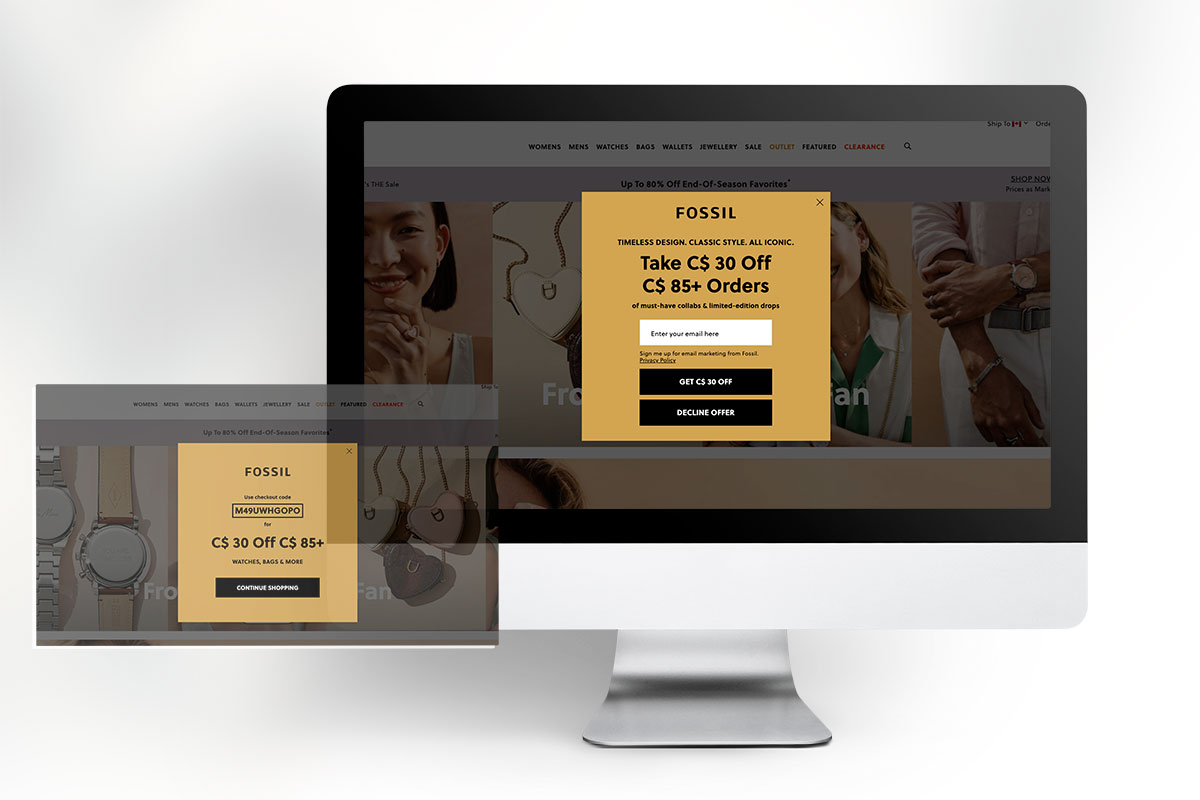 Ship To
WOMENS MENS WATCHES BAGS WALLETS JEWELLERY SALE OUTLET FEATURED CLEARANCE
's THE Sale
Up To 80% Off End-Of-Season Favorites*
SHOP NOW
Prices as Mark
FOSSIL
TIMELESS DESIGN. CLASSIC STYLE. ALL ICONIC.
Take C$ 30 Off
C$ 85+ Orders
of must-have collabs & limited-edition drops
Enter your email here
Sign me up for email marketing from Fossil.
Privacy Policy
GET C$ 30 OFF
DECLINE OFFER
Fro
Fan
Ship To
WOMENS MENS WATCHES BAGS WALLETS JEWELLERY SALE OUTLET FEATURED CLEARANCE
Up To 80% Off End-Of-Season Favorites*
FOSSIL
Use checkout code
M49UWHGOPO
for
C$ 30 Off C$ 85+
WATCHES, BAGS & MORE
CONTINUE SHOPPING
Fro
Fan